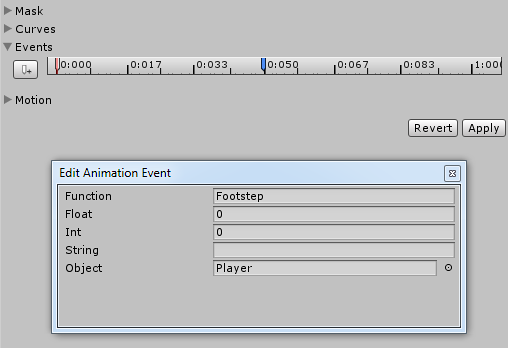 Mask
Curves
Events
0:000 0:017 0:033 0:050 0:067 0:083 1:00
Motion
Revert Apply
Edit Animation Event
Function Footstep
Float 0
Int 0
String
Object Player